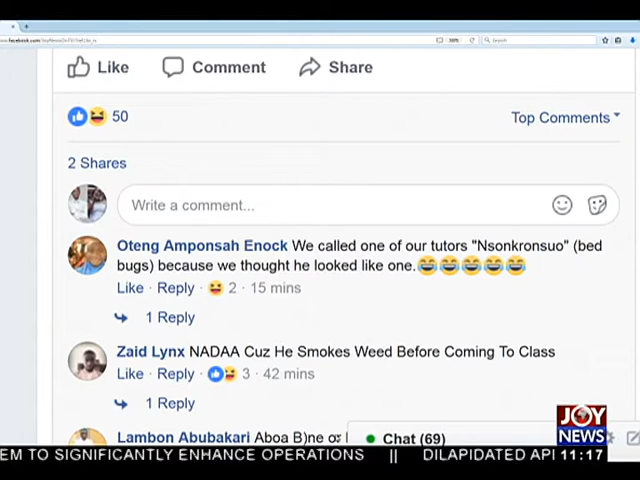 Like Comment Share
50 Top Comments
2 Shares
Write a comment...
Oteng Amponsah Enock We called one of our tutors "Nsonkronsuo" (bed
bugs) because we thought he looked like one.😂😂😂😂😂
Like · Reply · 2 · 15 mins
1 Reply
Zaid Lynx NADAA Cuz He Smokes Weed Before Coming To Class
Like · Reply · 3 · 42 mins
1 Reply
Lambon Abubakari Aboa B)ne
Chat (69)
JOY
NEWS
EM TO SIGNIFICANTLY ENHANCE OPERATIONS || DILAPIDATED API 11:17